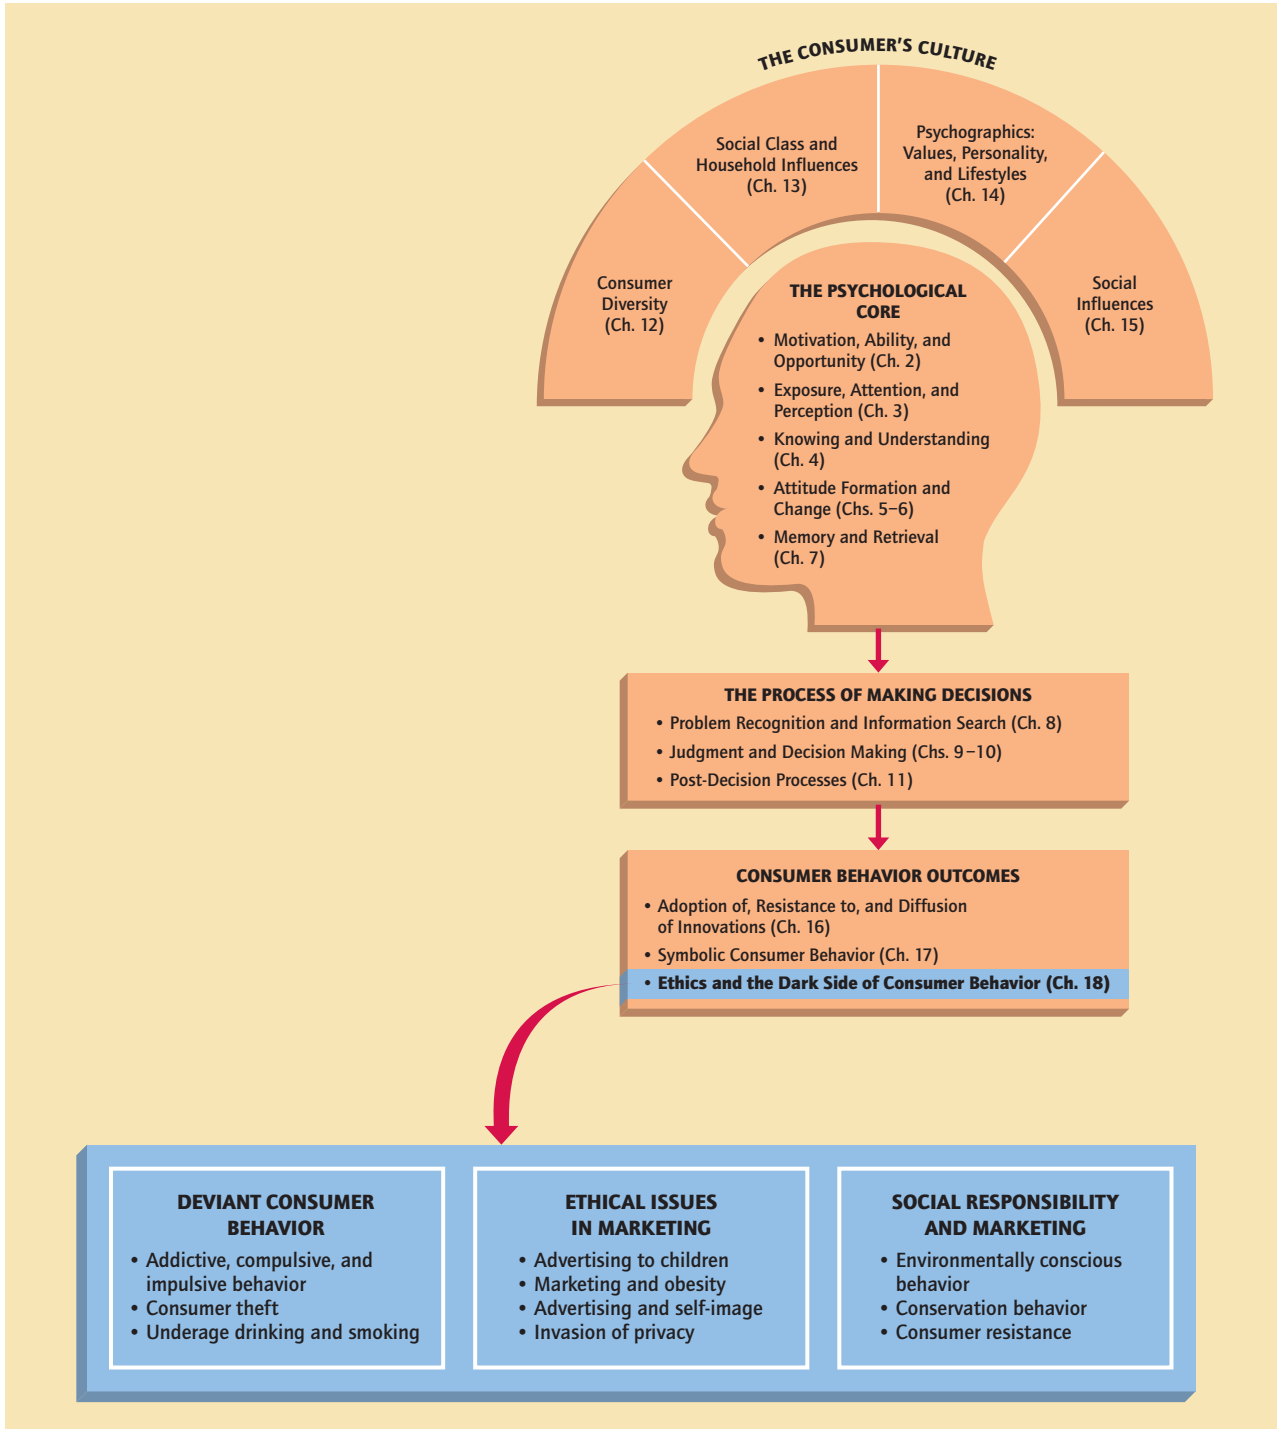 THE CONSUMER'S CULTURE
Consumer
Diversity
(Ch. 12)
Social Class and
Household Influences
(Ch. 13)
Psychographics:
Values, Personality,
and Lifestyles
(Ch. 14)
Social
Influences
(Ch. 15)
THE PSYCHOLOGICAL
CORE
• Motivation, Ability, and
Opportunity (Ch. 2)
• Exposure, Attention, and
Perception (Ch. 3)
• Knowing and Understanding
(Ch. 4)
• Attitude Formation and
Change (Chs. 5–6)
• Memory and Retrieval
(Ch. 7)
THE PROCESS OF MAKING DECISIONS
• Problem Recognition and Information Search (Ch. 8)
• Judgment and Decision Making (Chs. 9–10)
• Post-Decision Processes (Ch. 11)
CONSUMER BEHAVIOR OUTCOMES
• Adoption of, Resistance to, and Diffusion
of Innovations (Ch. 16)
• Symbolic Consumer Behavior (Ch. 17)
• Ethics and the Dark Side of Consumer Behavior (Ch. 18)
DEVIANT CONSUMER
BEHAVIOR
• Addictive, compulsive, and
impulsive behavior
• Consumer theft
• Underage drinking and smoking
ETHICAL ISSUES
IN MARKETING
• Advertising to children
• Marketing and obesity
• Advertising and self-image
• Invasion of privacy
SOCIAL RESPONSIBILITY
AND MARKETING
• Environmentally conscious
behavior
• Conservation behavior
• Consumer resistance